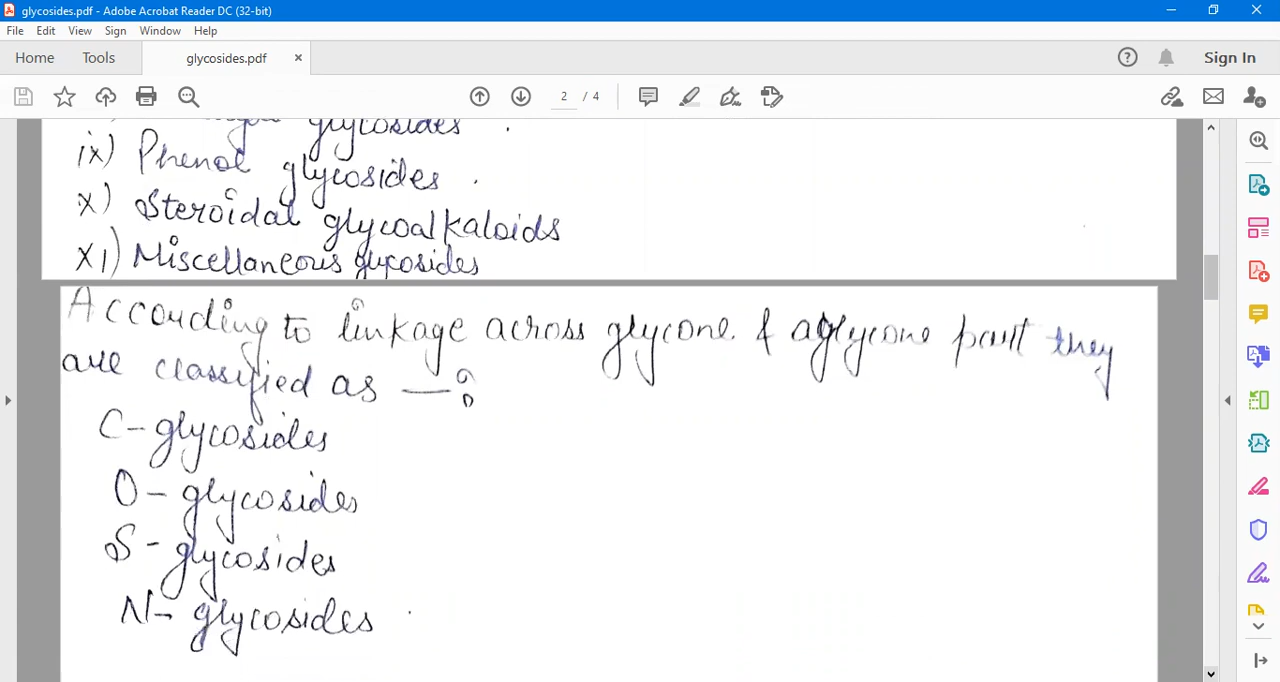 glycosides.pdf - Adobe Acrobat Reader DC (32-bit)
File Edit View Sign Window Help
Home Tools glycosides.pdf × Sign In
2 / 4
glycosides .
ix) Phenol glycosides .
x) Steroidal glycoalkaloids
XI) Miscellaneous glycosides
According to linkage across glycone & aglycone part they
are classified as — :
C- glycosides
O- glycosides
S- glycosides
N- glycosides .